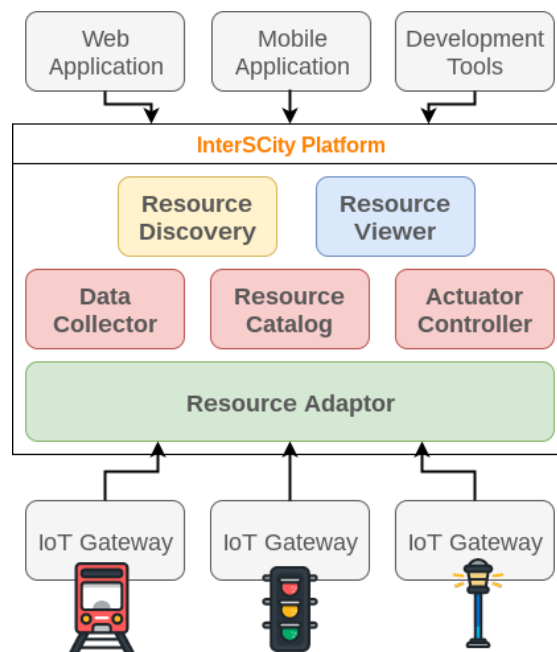 Web
Application
Mobile
Application
Development
Tools
InterSCity Platform
Resource
Discovery
Resource
Viewer
Data
Collector
Resource
Catalog
Actuator
Controller
Resource Adaptor
IoT Gateway
IoT Gateway
IoT Gateway